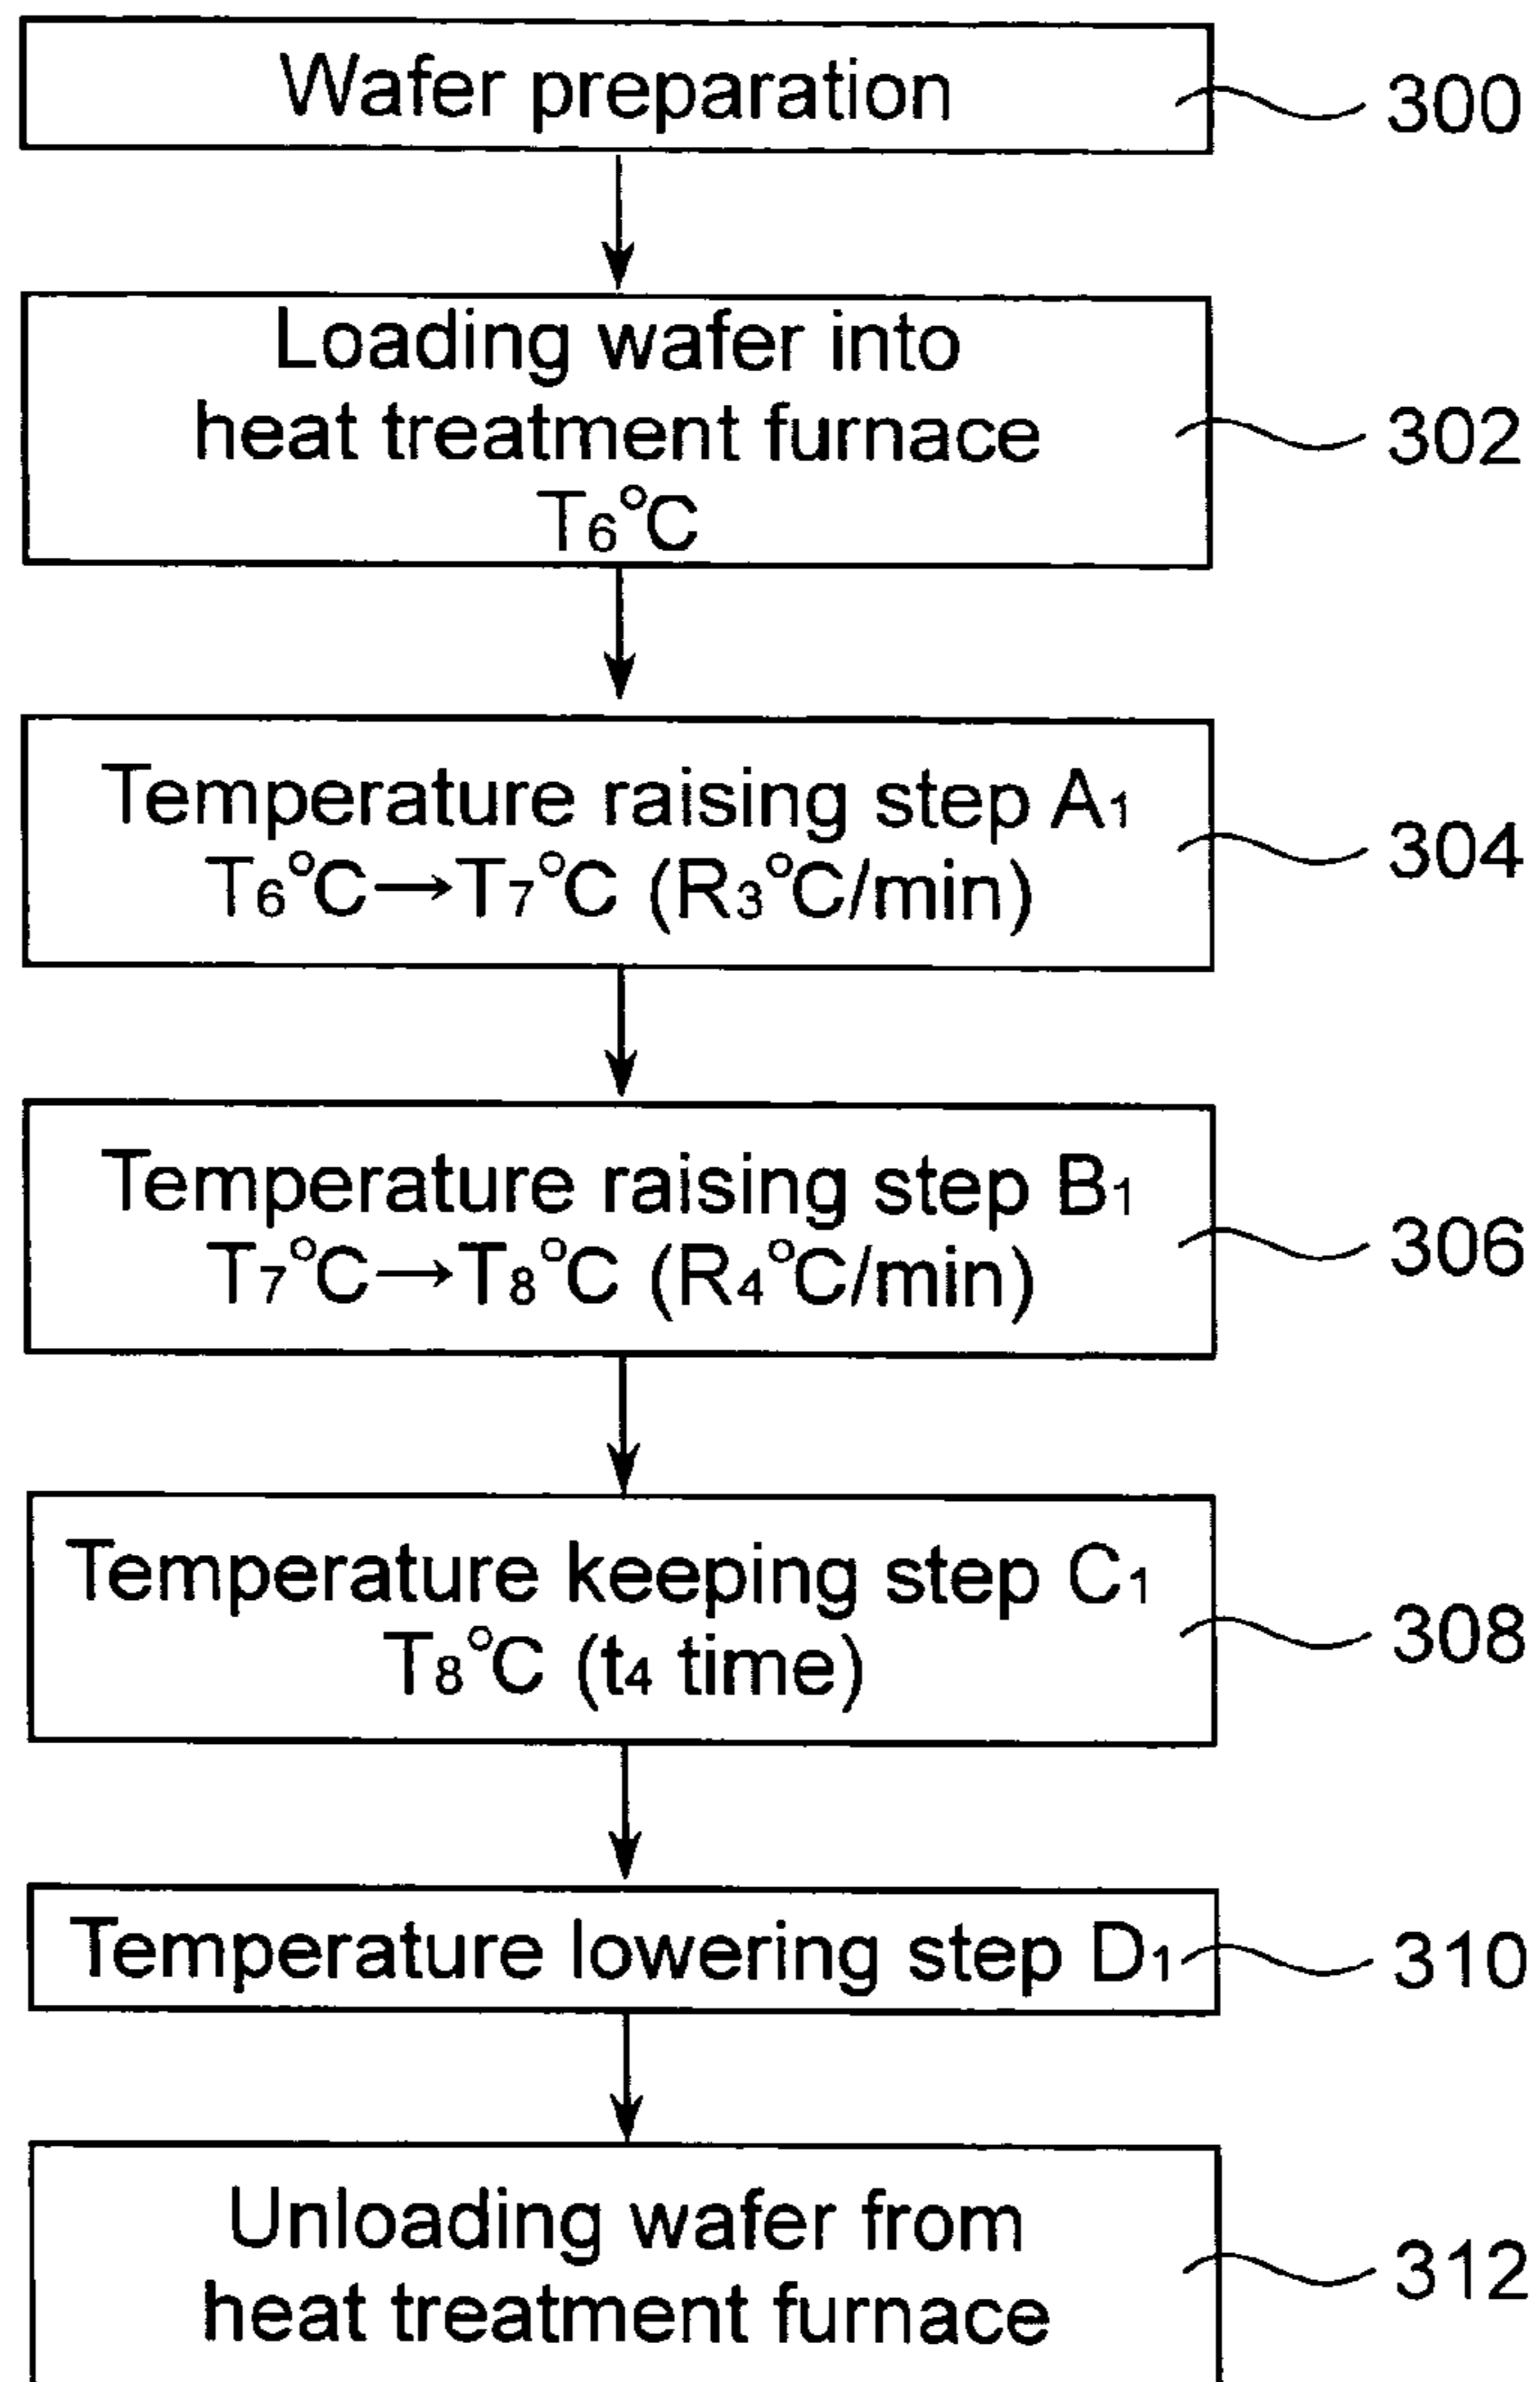 Wafer preparation
300
Loading wafer into
heat treatment furnace
T₆℃
302
Temperature raising step A₁
T₆℃→T₇℃ (R₃℃/min)
304
Temperature raising step B₁
T₇℃→T₈℃ (R₄℃/min)
306
Temperature keeping step C₁
T₈℃ (t₄ time)
308
Temperature lowering step D₁
310
Unloading wafer from
heat treatment furnace
312